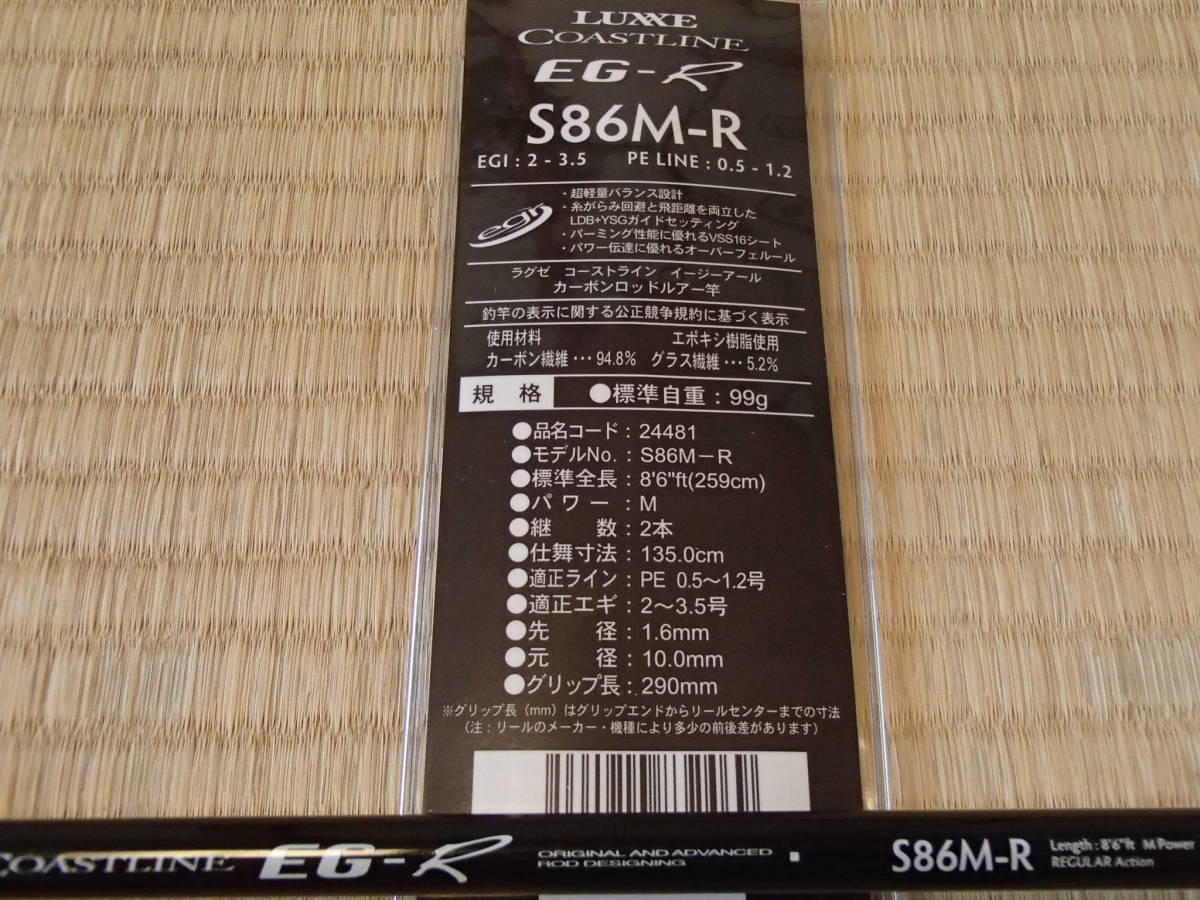 LUXXE
COASTLINE
EG-R
S86M-R
EGI : 2 - 3.5 PE LINE : 0.5 - 1.2
egi
・超軽量バランス設計
・糸がらみ回避と飛距離を両立した
LDB+YSGガイドセッティング
・パーミング性能に優れるVSS16シート
・パワー伝達に優れるオーバーフェルール
ラグゼ コーストライン イージーアール
カーボンロッドルアー竿
釣竿の表示に関する公正競争規約に基づく表示
使用材料 エポキシ樹脂使用
カーボン繊維・・・94.8% グラス繊維・・・5.2%
規 格 ●標準自重：99g
●品名コード：24481
●モデルNo.：S86M－R
●標準全長：8'6"ft(259cm)
●パ ワ ー：M
●継 数：2本
●仕舞寸法：135.0cm
●適正ライン：PE 0.5〜1.2号
●適正エギ：2〜3.5号
●先 径：1.6mm
●元 径：10.0mm
●グリップ長：290mm
※グリップ長（mm）はグリップエンドからリールセンターまでの寸法
（注：リールのメーカー・機種により多少の前後差があります）
COASTLINE EG-R ORIGINAL AND ADVANCED
ROD DESIGNING
S86M-R Length : 8'6"ft M Power
REGULAR Action